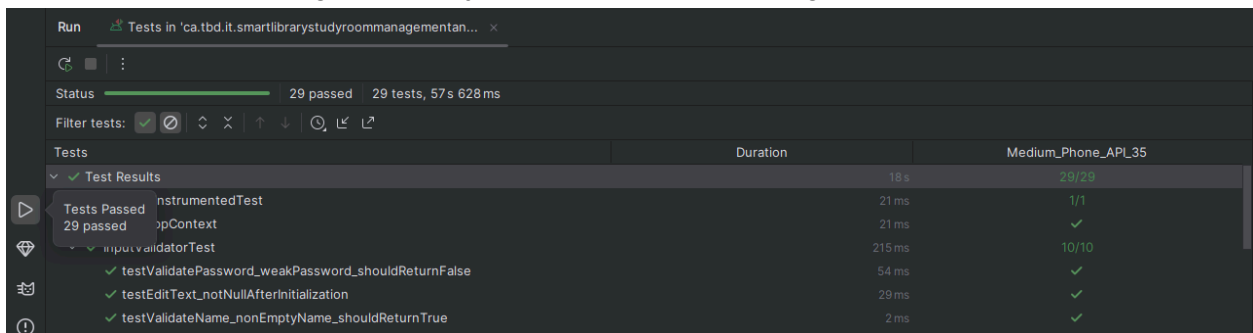 Run Tests in 'ca.tbd.it.smartlibrarystudyroommanagementan... ×
Status 29 passed 29 tests, 57 s 628 ms
Filter tests:
Tests Duration Medium_Phone_API_35
Test Results 18 s 29/29
nstrumentedTest 21 ms 1/1
Tests Passed
29 passed
ppContext 21 ms
InputValidatorTest 215 ms 10/10
testValidatePassword_weakPassword_shouldReturnFalse 54 ms
testEditText_notNullAfterInitialization 29 ms
testValidateName_nonEmptyName_shouldReturnTrue 2 ms